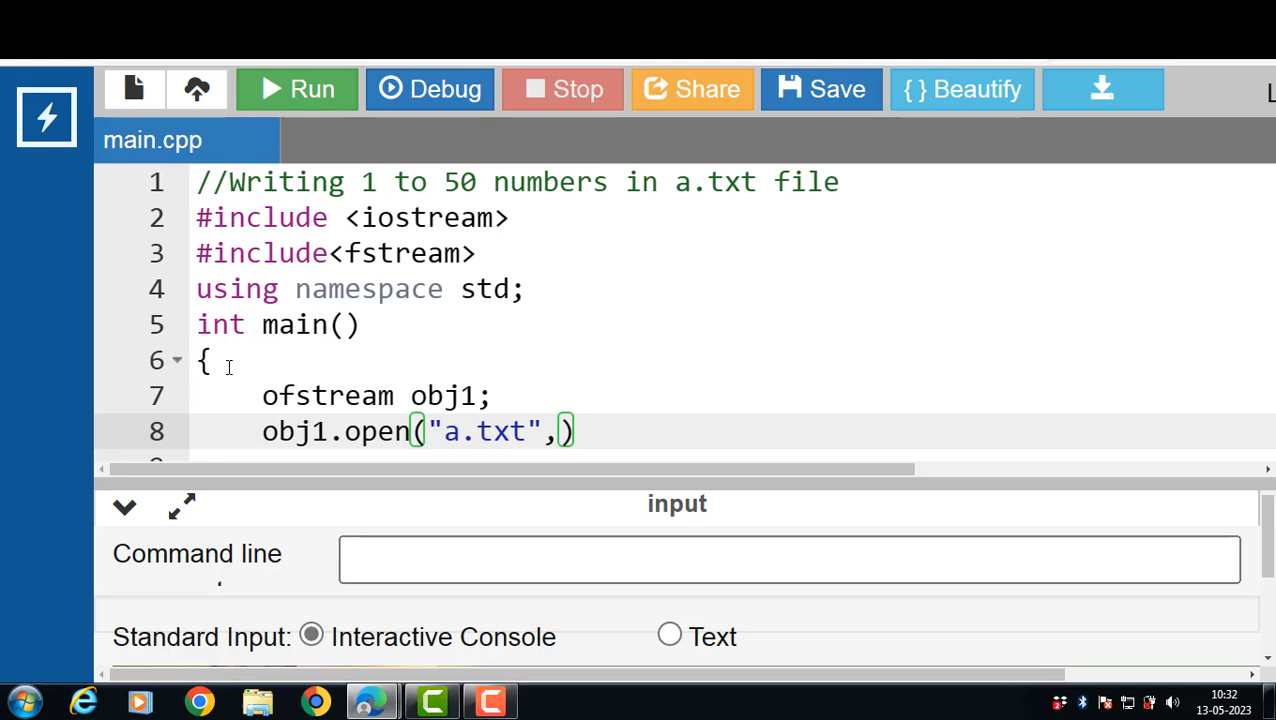 Run Debug Stop Share Save { } Beautify
main.cpp
1 //Writing 1 to 50 numbers in a.txt file
2 #include <iostream>
3 #include<fstream>
4 using namespace std;
5 int main()
6 {
7 ofstream obj1;
8 obj1.open("a.txt",)
input
Command line
Standard Input: Interactive Console Text
10:32
13-05-2023